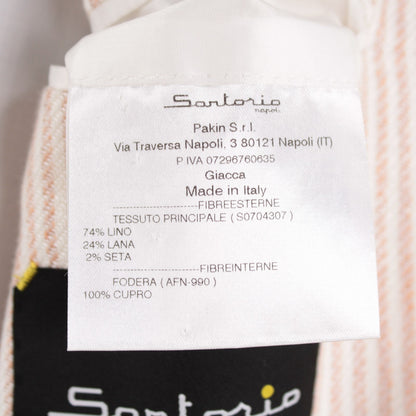 Sartorio
napoli
Pakin S.r.l.
Via Traversa Napoli, 3 80121 Napoli (IT)
P IVA 07296760635
Giacca
Made in Italy
--------------------FIBREESTERNE
TESSUTO PRINCIPALE ( S0704307 )
74% LINO
24% LANA
2% SETA
--------------------FIBREINTERNE
FODERA ( AFN-990 )
100% CUPRO
Sartorio